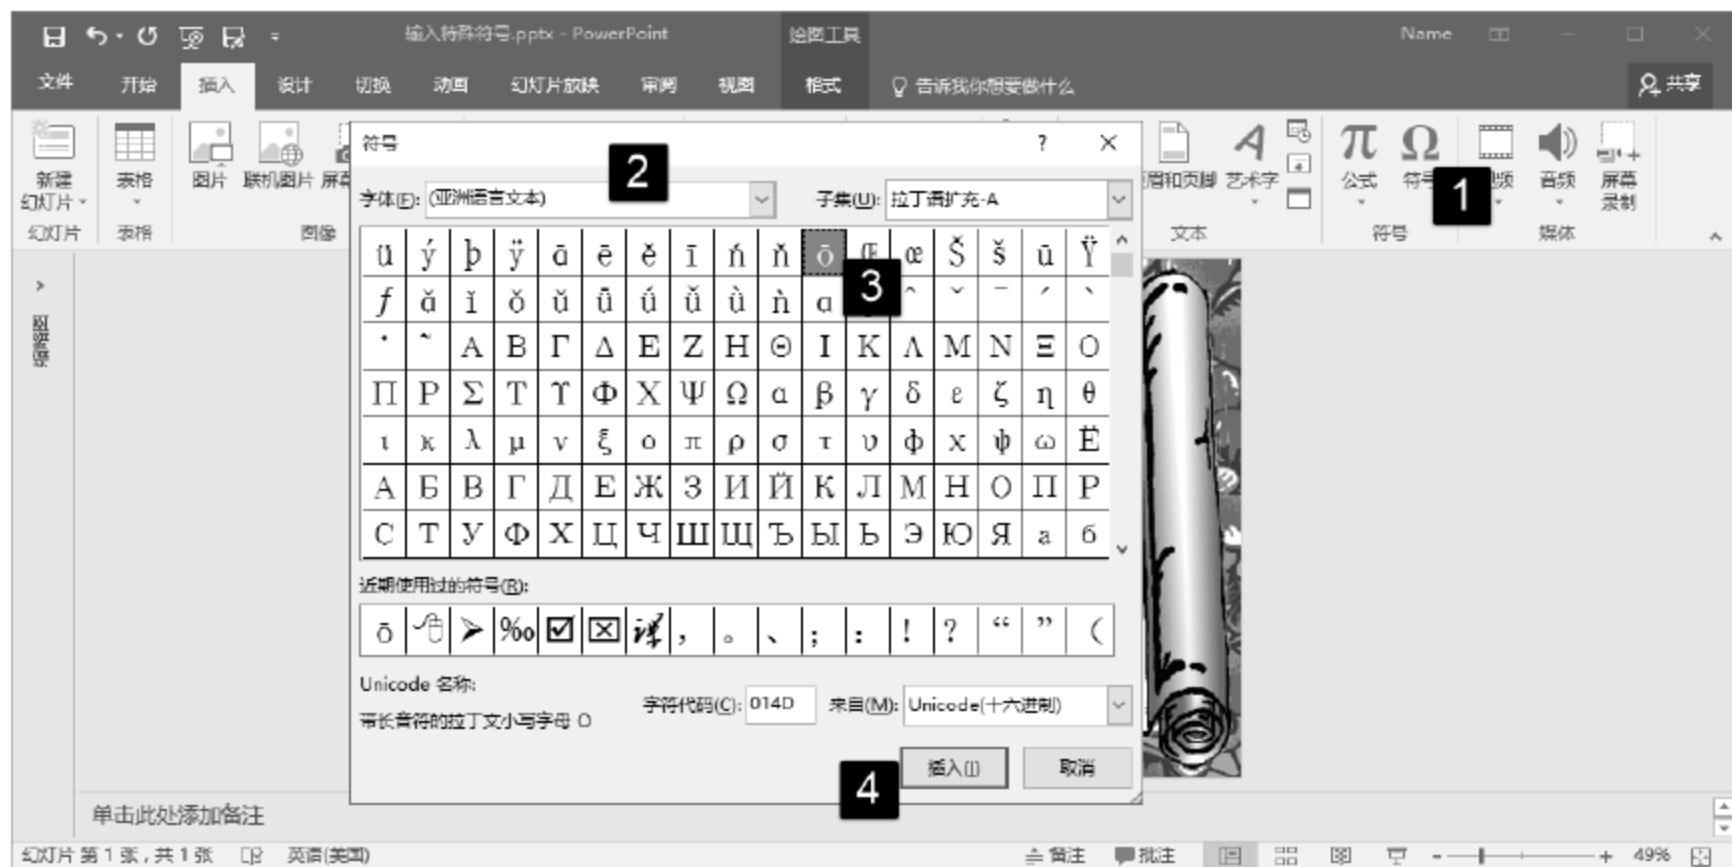 输入特殊符号.pptx - PowerPoint
绘图工具
Name
文件 开始 插入 设计 切换 动画 幻灯片放映 审阅 视图 格式 告诉我你想要做什么 共享
新建
幻灯片
表格
图片
联机图片
屏幕
眉和页脚
艺术字
公式
符号
视频
音频
屏幕
录制
幻灯片 表格 图像 文本 符号 媒体
1
符号
2
字体(F): (亚洲语言文本) 子集(U): 拉丁语扩充-A
ü ý þ ÿ ā ē ě ī ń ň ō Œ œ Š š ū Ÿ
3
ƒ ǎ ǐ ǒ ǔ ǖ ǘ ǚ ǜ ǹ ɑ ˆ ˇ ˉ ˊ ˋ
˙ ˜ Α Β Γ Δ Ε Ζ Η Θ Ι Κ Λ Μ Ν Ξ Ο
Π Ρ Σ Τ Υ Φ Χ Ψ Ω α β γ δ ε ζ η θ
ι κ λ μ ν ξ ο π ρ σ τ υ φ χ ψ ω Ё
А Б В Г Д Е Ж З И Й К Л М Н О П Р
С Т У Ф Х Ц Ч Ш Щ Ъ Ы Ь Э Ю Я а б
近期使用过的符号(R):
ō 🖰 ➢ ‰ ☑ ☒ , 。 、 ; : ! ? “ ” (
Unicode 名称:
带长音符的拉丁文小写字母 O
字符代码(C): 014D 来自(M): Unicode(十六进制)
4
插入(I) 取消
单击此处添加备注
幻灯片 第 1 张，共 1 张 英语(美国) 备注 批注 49%